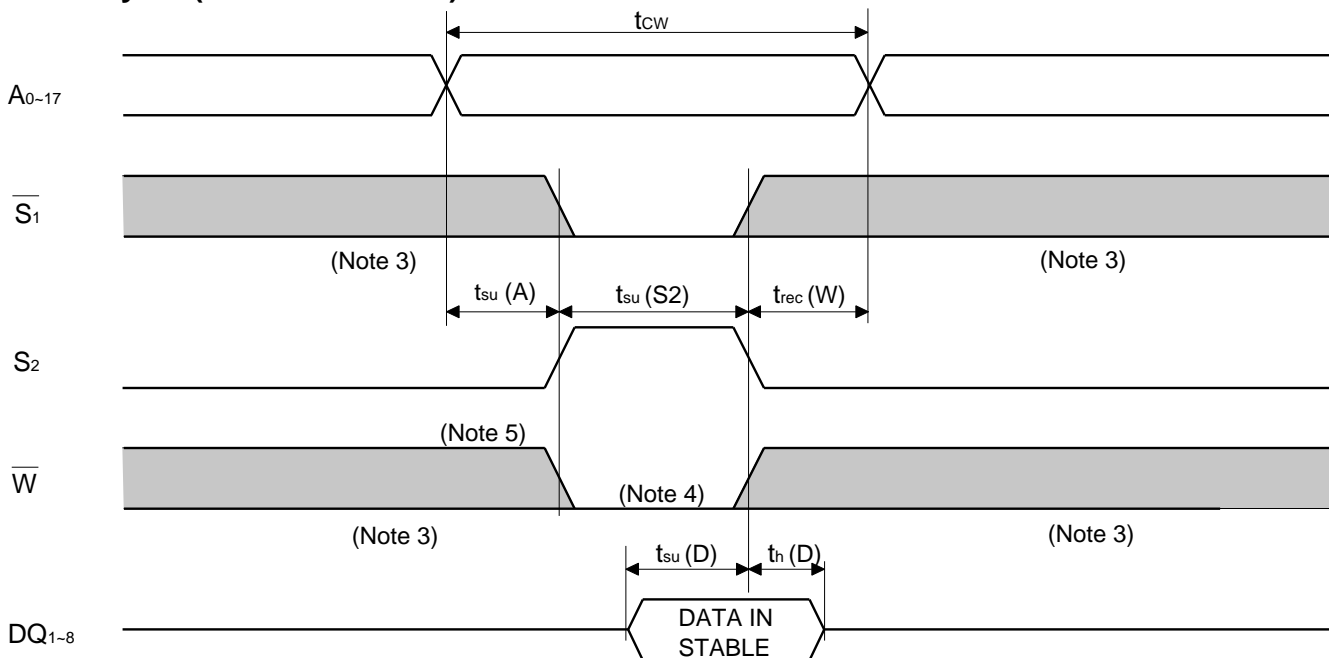 tCW
A0~17
S1
(Note 3) (Note 3)
tsu (A) tsu (S2) trec (W)
S2
(Note 5)
W
(Note 4)
(Note 3) (Note 3)
tsu (D) th (D)
DATA IN
STABLE
DQ1~8